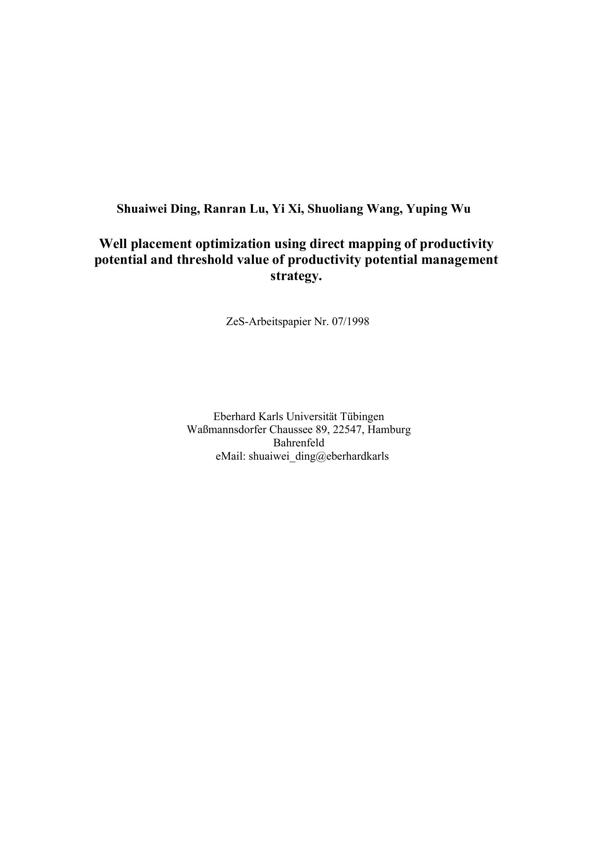 Shuaiwei Ding, Ranran Lu, Yi Xi, Shuoliang Wang, Yuping Wu
Well placement optimization using direct mapping of productivity
potential and threshold value of productivity potential management
strategy.
ZeS-Arbeitspapier Nr. 07/1998
Eberhard Karls Universität Tübingen
Waßmannsdorfer Chaussee 89, 22547, Hamburg
Bahrenfeld
eMail: shuaiwei_ding@eberhardkarls